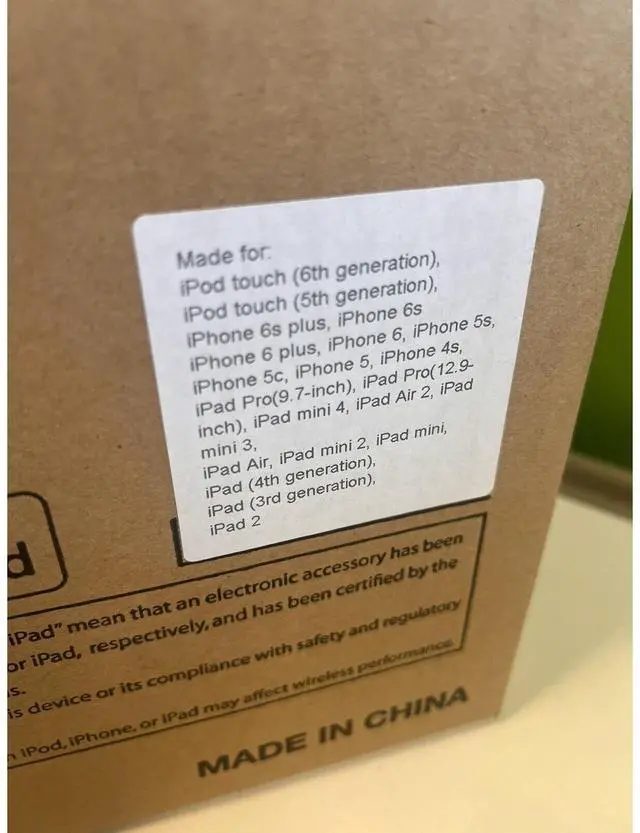 Made for:
iPod touch (6th generation),
iPod touch (5th generation),
iPhone 6s plus, iPhone 6s
iPhone 6 plus, iPhone 6, iPhone 5s,
iPhone 5c, iPhone 5, iPhone 4s,
iPad Pro(9.7-inch), iPad Pro(12.9-
inch), iPad mini 4, iPad Air 2, iPad
mini 3,
iPad Air, iPad mini 2, iPad mini,
iPad (4th generation),
iPad (3rd generation),
iPad 2
d
iPad" mean that an electronic accessory has been
or iPad, respectively, and has been certified by the
s.
is device or its compliance with safety and regulatory
n iPod, iPhone, or iPad may affect wireless performance.
MADE IN CHINA